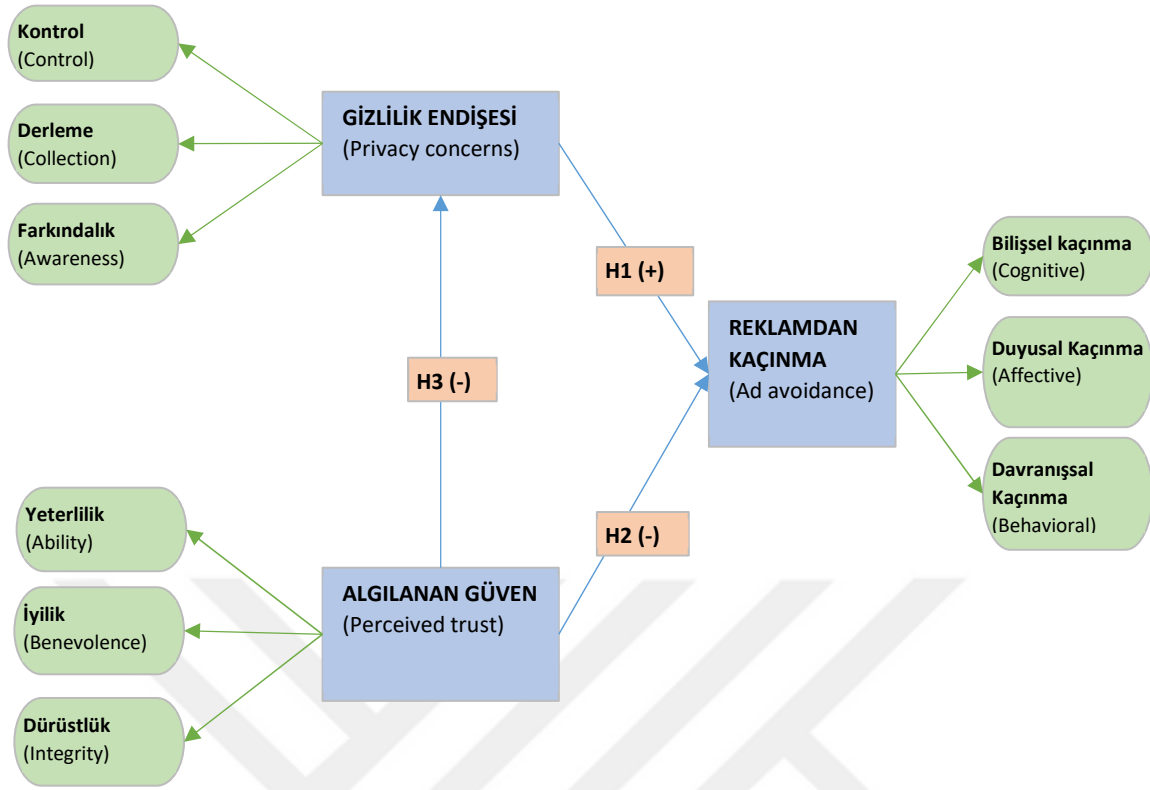 Kontrol
(Control)
Derleme
(Collection)
Farkındalık
(Awareness)
GİZLİLİK ENDİŞESİ
(Privacy concerns)
H1 (+)
H3 (-)
H2 (-)
REKLAMDAN
KAÇINMA
(Ad avoidance)
Bilişsel kaçınma
(Cognitive)
Duyusal Kaçınma
(Affective)
Davranışsal
Kaçınma
(Behavioral)
Yeterlilik
(Ability)
İyilik
(Benevolence)
Dürüstlük
(Integrity)
ALGILANAN GÜVEN
(Perceived trust)